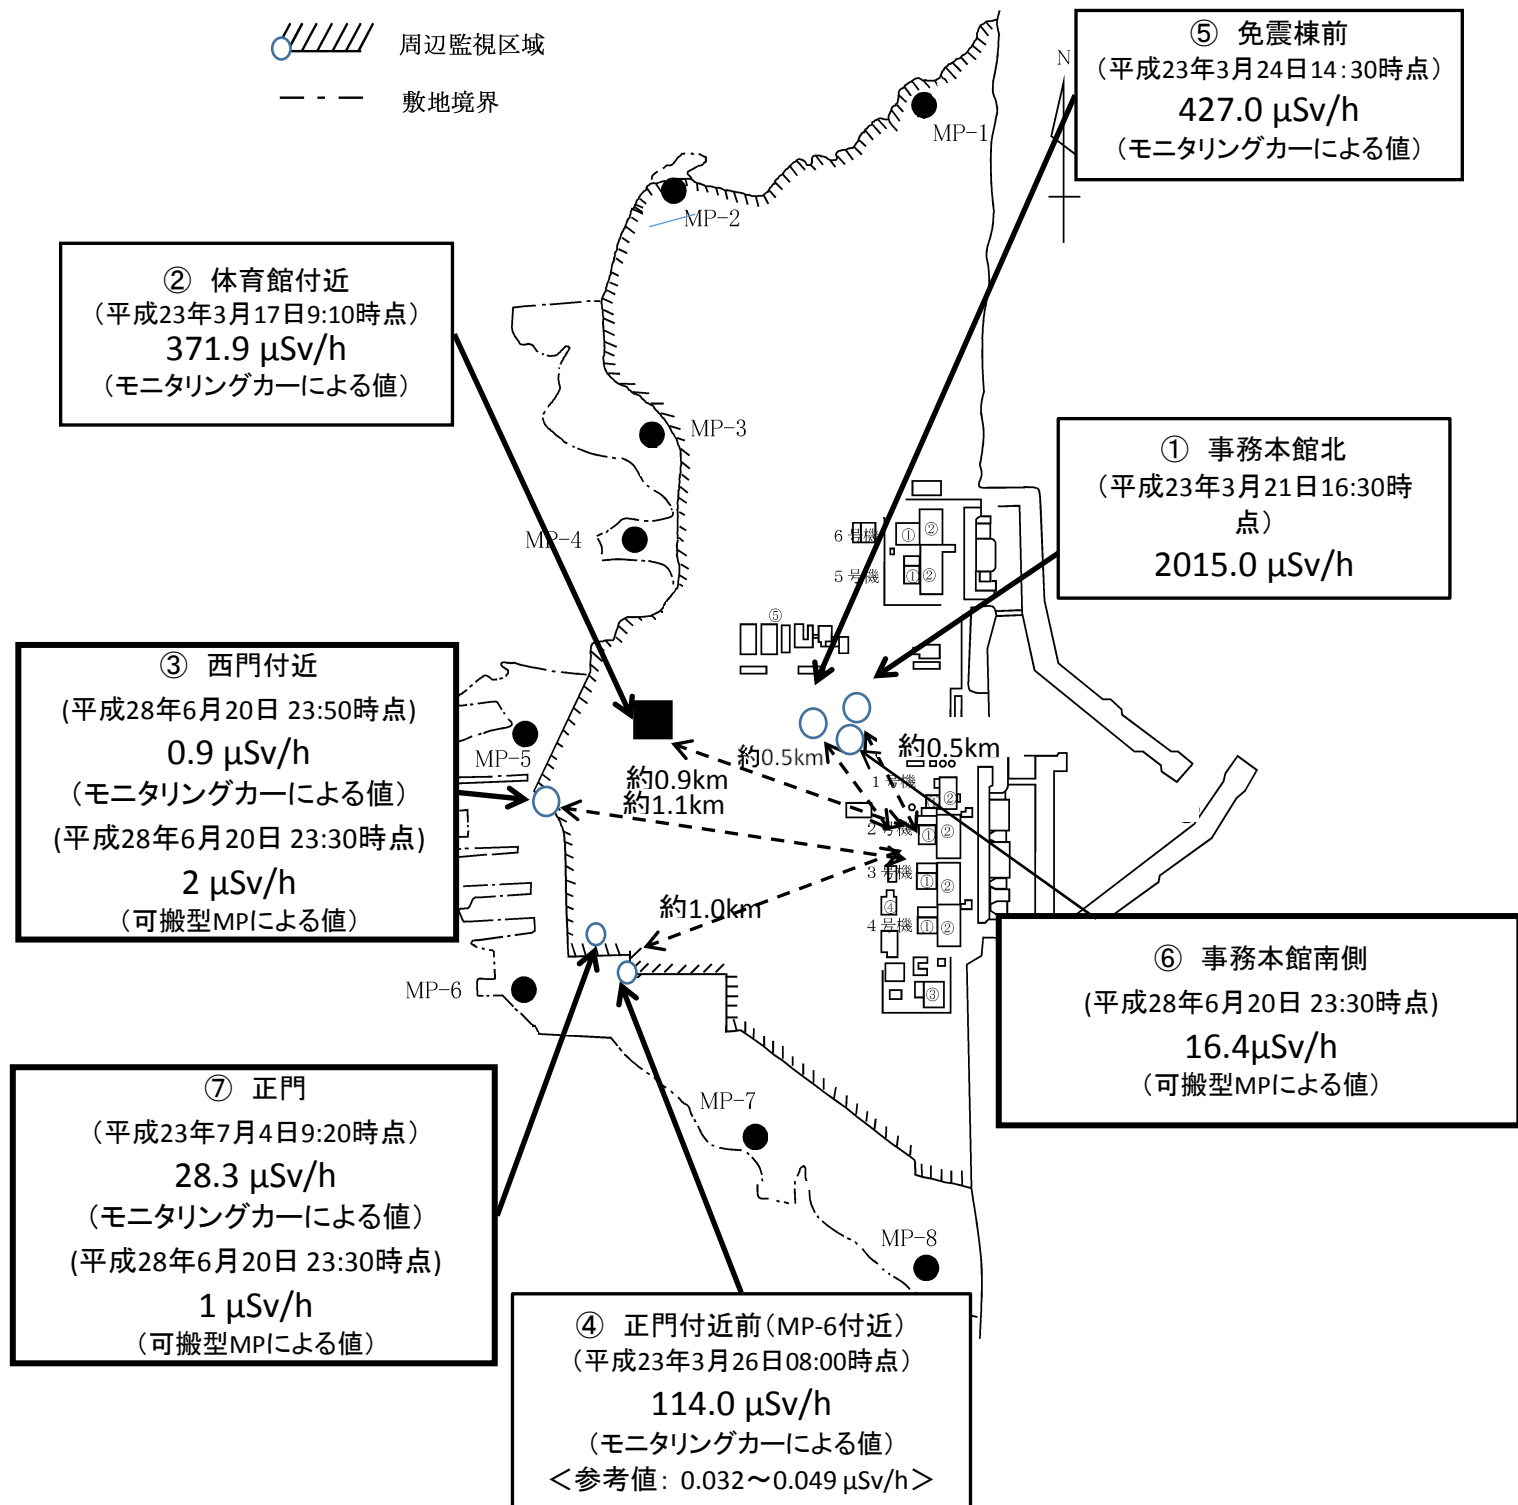 周辺監視区域
敷地境界
N
⑤ 免震棟前
（平成23年3月24日14:30時点）
427.0 μSv/h
（モニタリングカーによる値）
MP-1
MP-2
② 体育館付近
（平成23年3月17日9:10時点）
371.9 μSv/h
（モニタリングカーによる値）
MP-3
① 事務本館北
（平成23年3月21日16:30時
点）
2015.0 μSv/h
MP-4
６号機
①
②
５号機
①
②
⑤
③ 西門付近
(平成28年6月20日 23:50時点)
0.9 μSv/h
（モニタリングカーによる値）
(平成28年6月20日 23:30時点)
2 μSv/h
（可搬型MPによる値）
MP-5
約0.5km
約0.5km
約0.9km
約1.1km
１号機
①
②
２号機
①
②
３号機
①
②
④
約1.0km
４号機
①
②
③
MP-6
⑥ 事務本館南側
(平成28年6月20日 23:30時点)
16.4μSv/h
（可搬型MPによる値）
⑦ 正門
（平成23年7月4日9:20時点）
28.3 μSv/h
（モニタリングカーによる値）
(平成28年6月20日 23:30時点)
1 μSv/h
（可搬型MPによる値）
MP-7
MP-8
④ 正門付近前（MP-6付近）
（平成23年3月26日08:00時点）
114.0 μSv/h
（モニタリングカーによる値）
＜参考値：0.032～0.049 μSv/h＞